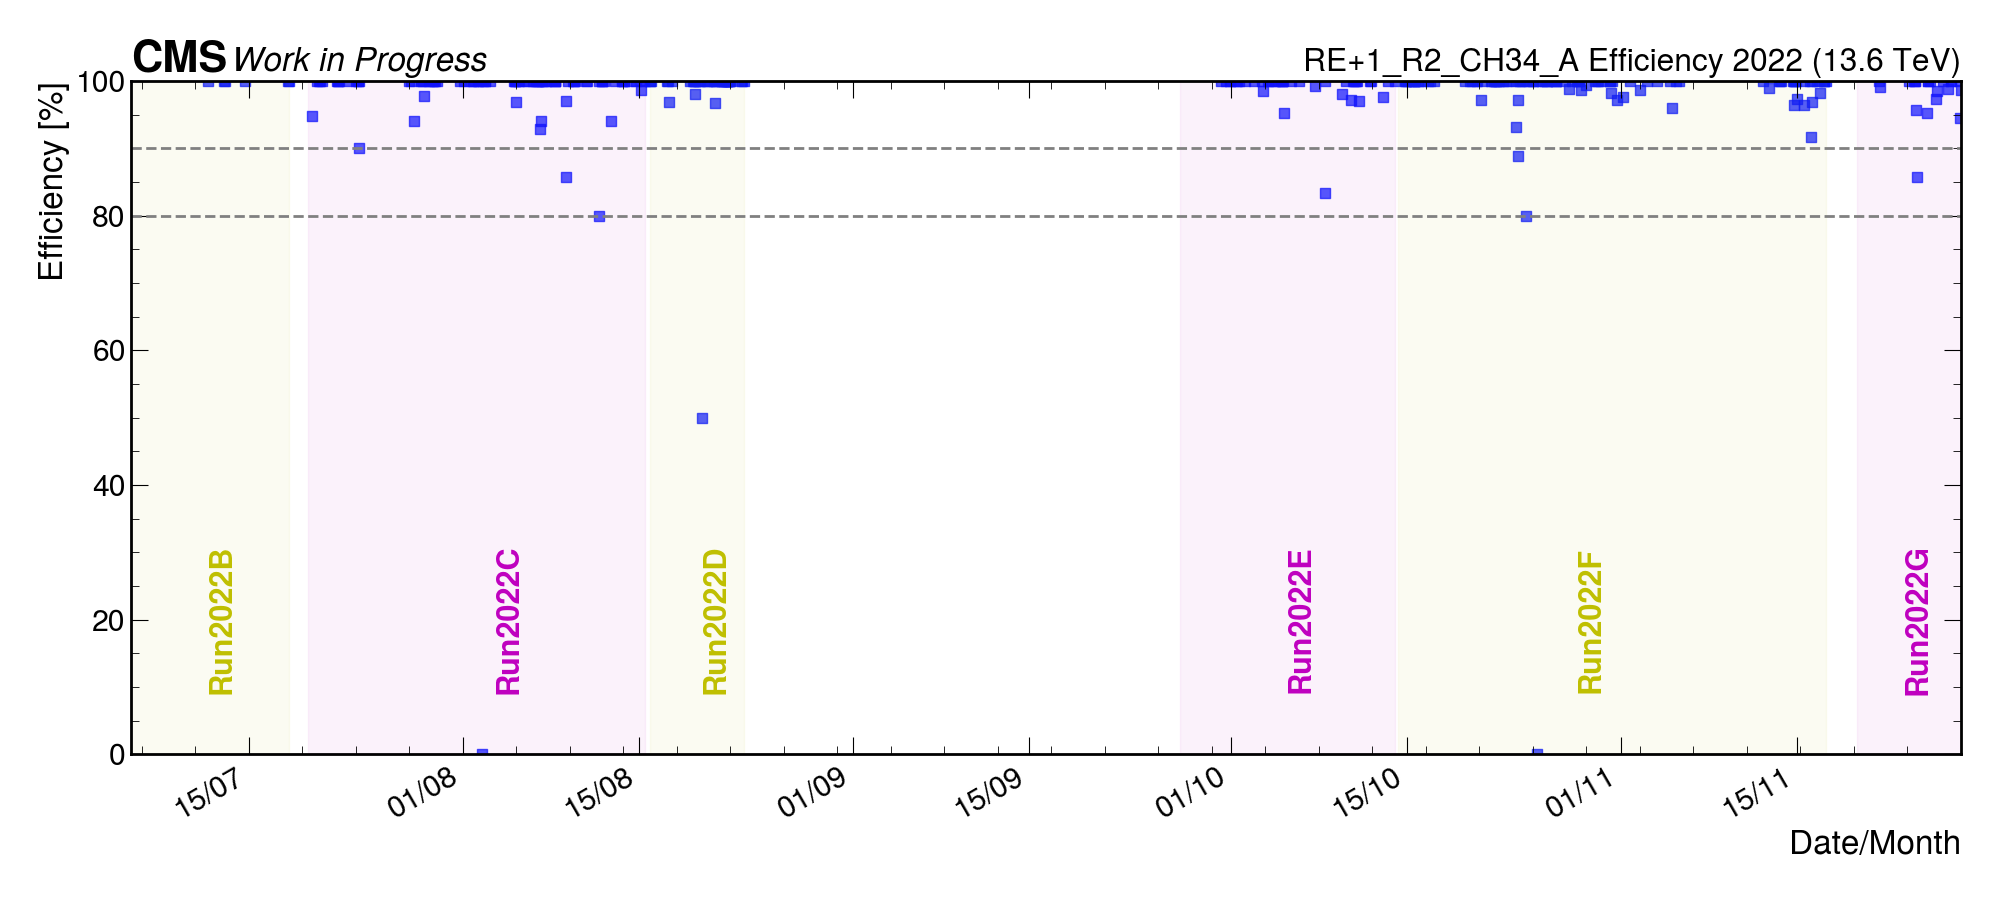 CMS Work in Progress
RE+1_R2_CH34_A Efficiency 2022 (13.6 TeV)
Efficiency [%]
100
80
60
40
20
0
Run2022B
Run2022C
Run2022D
Run2022E
Run2022F
Run2022G
15/07
01/08
15/08
01/09
15/09
01/10
15/10
01/11
15/11
Date/Month